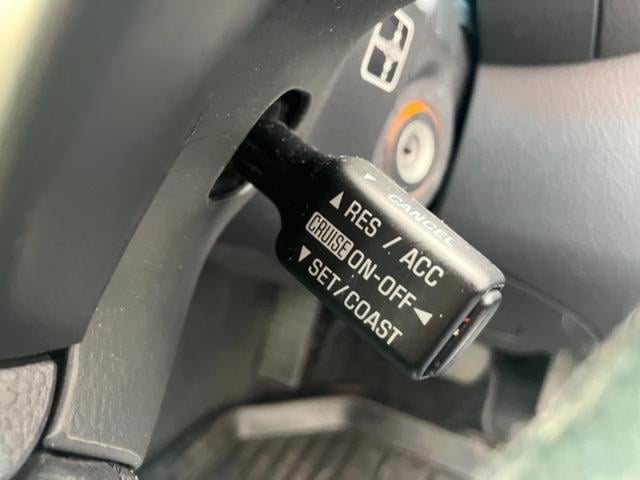 ▼ CANCEL
▲ RES / ACC
CRUISE ON-OFF ◀
▼ SET/COAST